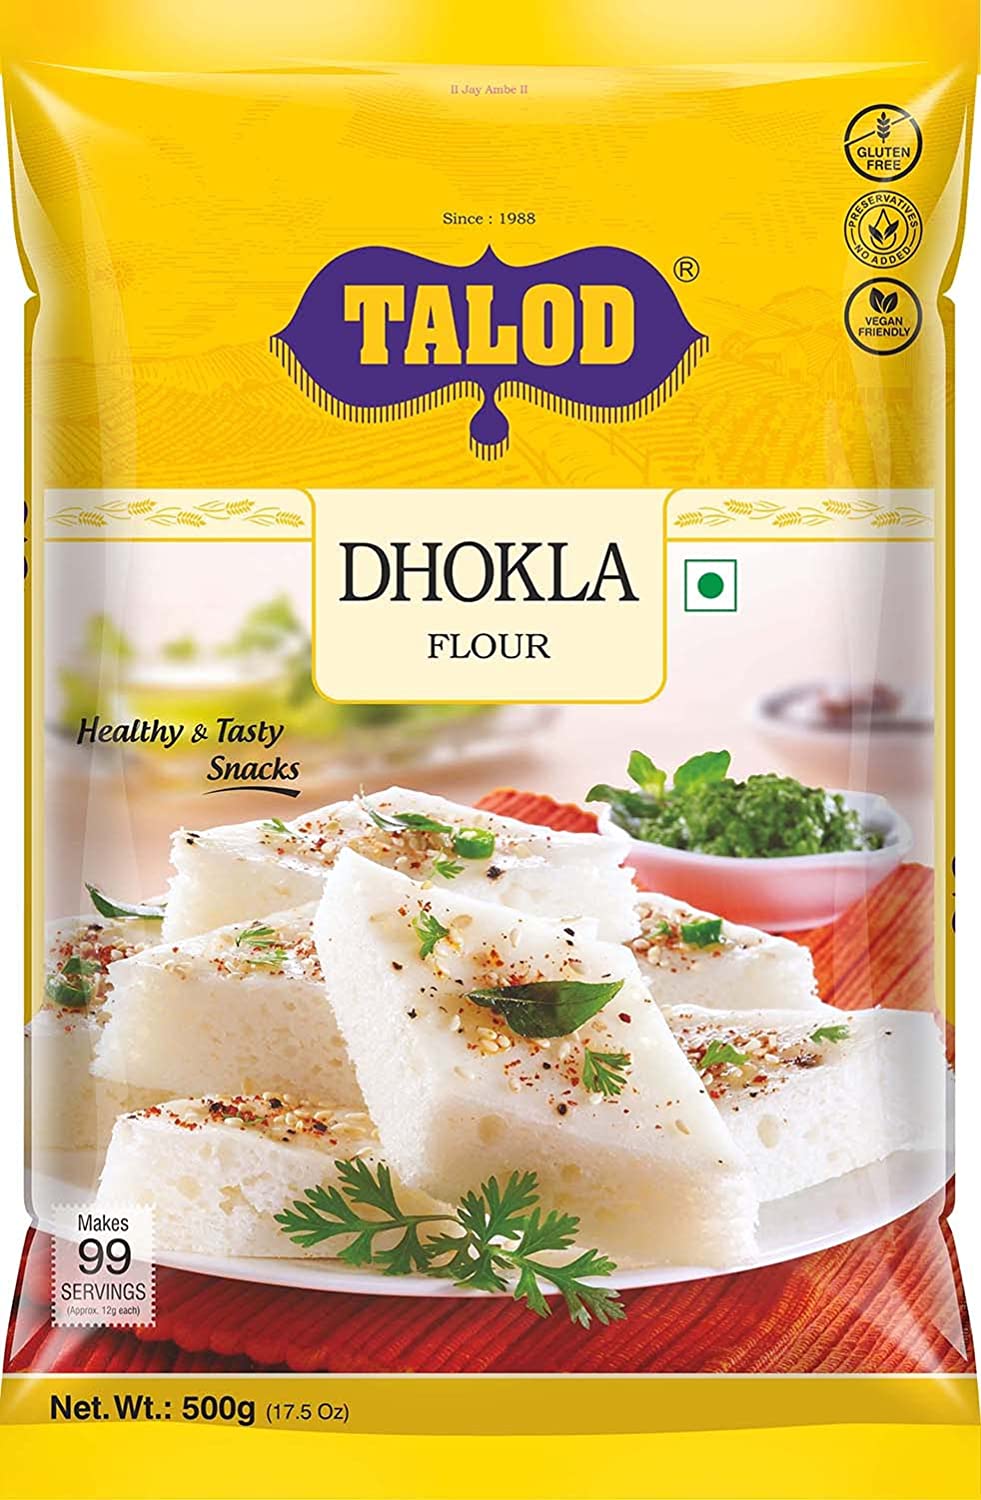 II Jay Ambe II
GLUTEN
FREE
PRESERVATIVES
NO ADDED
VEGAN
FRIENDLY
Since : 1988
TALOD ®
DHOKLA
FLOUR
Healthy & Tasty
Snacks
Makes
99
SERVINGS
(Approx. 12g each)
Net. Wt.: 500g (17.5 Oz)